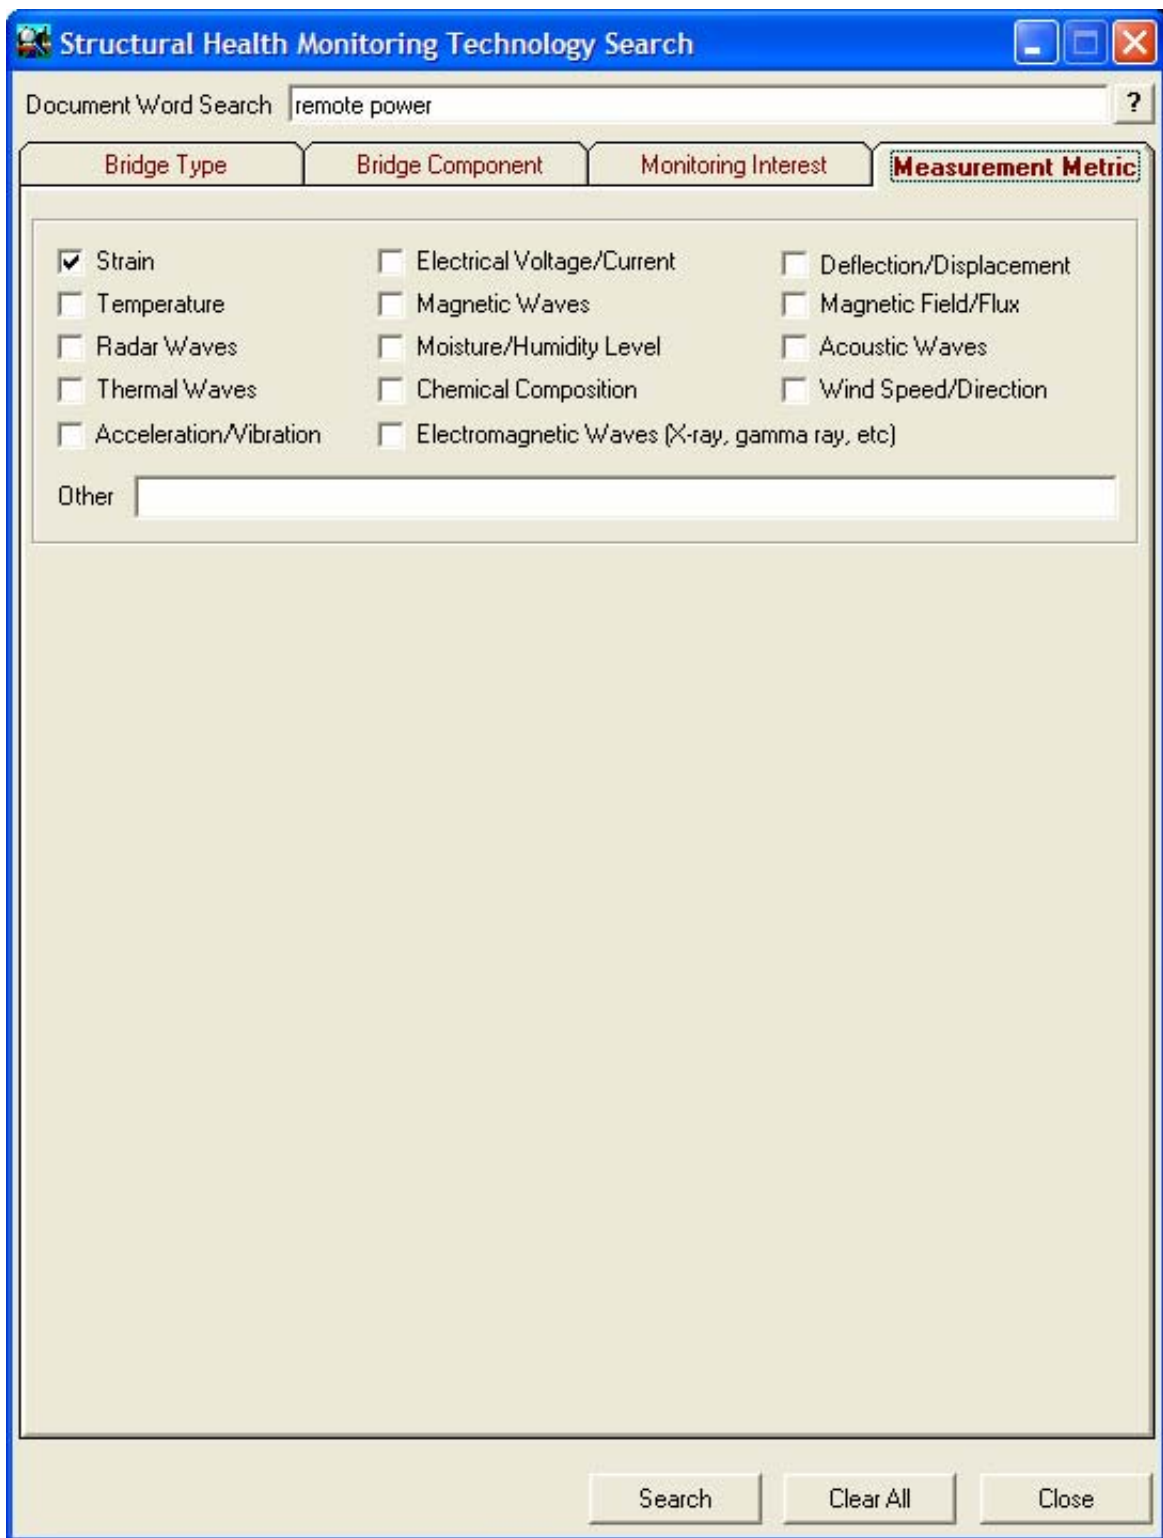 Structural Health Monitoring Technology Search
Document Word Search remote power ?
Bridge Type Bridge Component Monitoring Interest Measurement Metric
Strain Electrical Voltage/Current Deflection/Displacement
Temperature Magnetic Waves Magnetic Field/Flux
Radar Waves Moisture/Humidity Level Acoustic Waves
Thermal Waves Chemical Composition Wind Speed/Direction
Acceleration/Vibration Electromagnetic Waves (X-ray, gamma ray, etc)
Other
Search Clear All Close